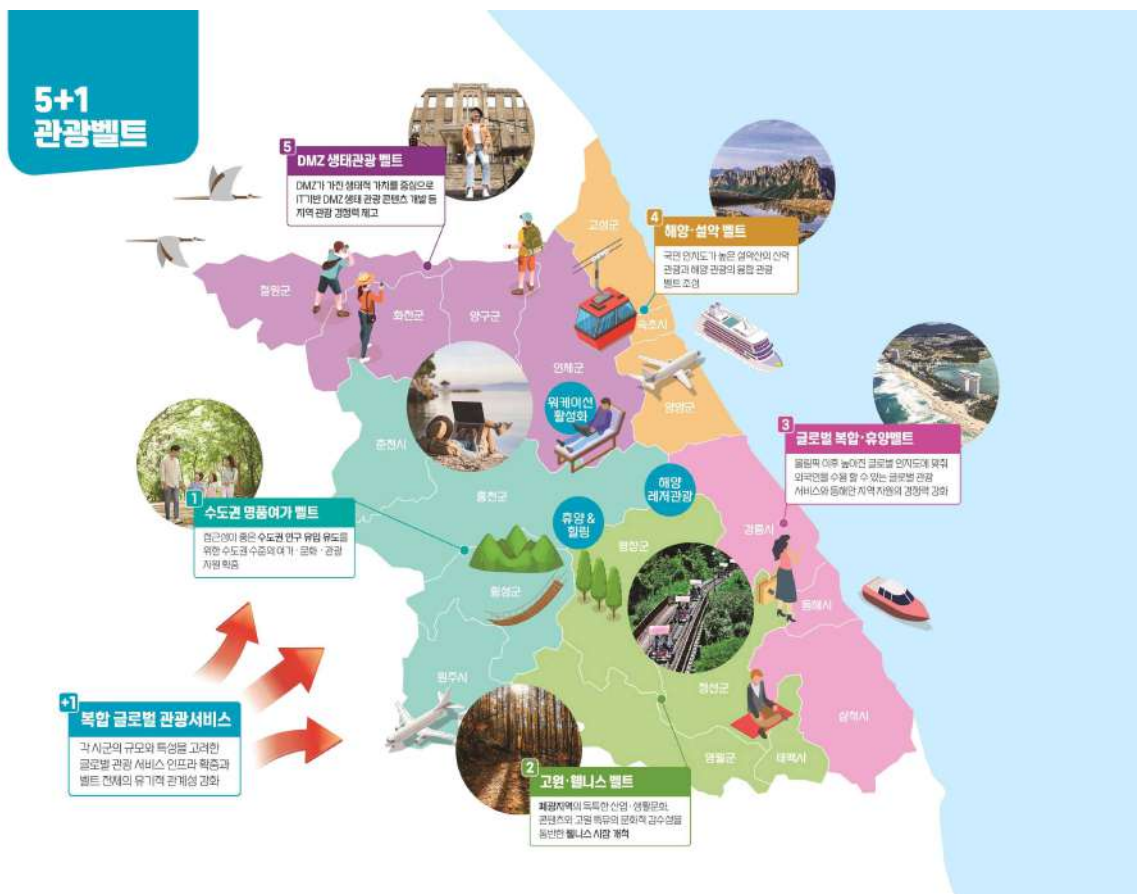 5+1
관광벨트
5
DMZ 생태관광 벨트
DMZ가 가진 생태적 가치를 중심으로
IT기반 DMZ 생태 관광 콘텐츠 개발 등
지역 관광 경쟁력 제고
4
해양·설악 벨트
국민 인지도가 높은 설악산의 산악
관광과 해양 관광의 융합 관광
벨트 조성
고성군
철원군
화천군
양구군
속초시
인제군
워케이션
활성화
양양군
3
글로벌 복합·휴양벨트
올림픽 이후 높아진 글로벌 인지도에 맞춰
외국인을 수용 할 수 있는 글로벌 관광
서비스와 동해안 지역 자원의 경쟁력 강화
춘천시
홍천군
해양
레저관광
1
수도권 명품여가 벨트
접근성이 좋은 수도권 인구 유입 유도를
위한 수도권 수준의 여가·문화·관광
자원 확충
휴양 &
힐링
평창군
강릉시
횡성군
동해시
원주시
정선군
삼척시
+1
복합 글로벌 관광서비스
각 시군의 규모와 특성을 고려한
글로벌 관광 서비스 인프라 확충과
벨트 전체의 유기적 관계성 강화
영월군
태백시
2
고원·웰니스 벨트
폐광지역의 독특한 산업·생활문화,
콘텐츠와 고원 특유의 문화적 감수성을
동반한 웰니스 시장 개척